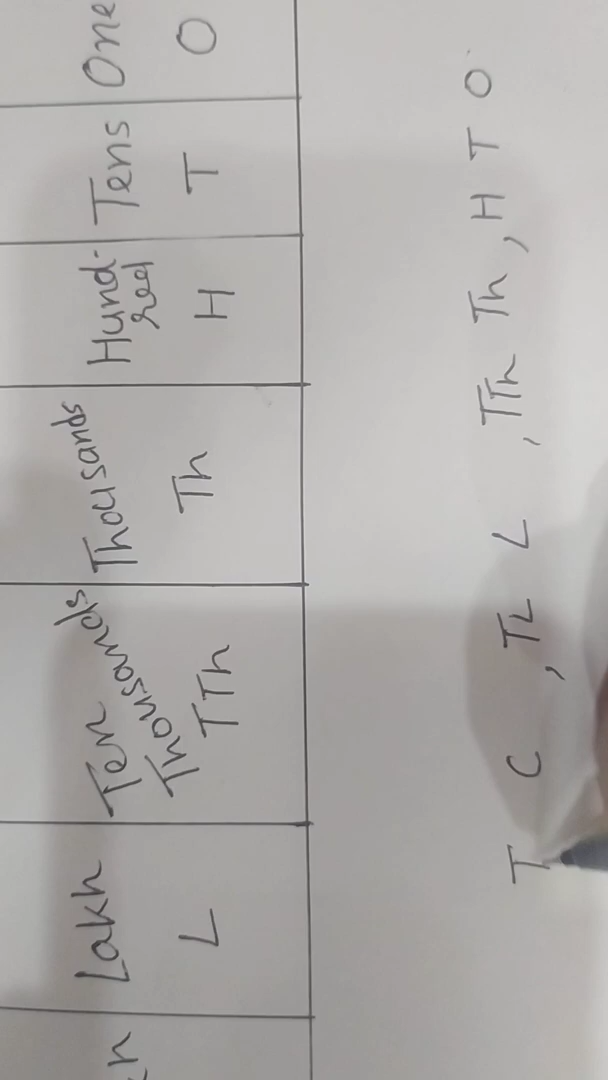 Lakh Ten Thousands Thousands Hund-red Tens One
L TTh Th H T O
T C , TL L , TTh Th , H T O